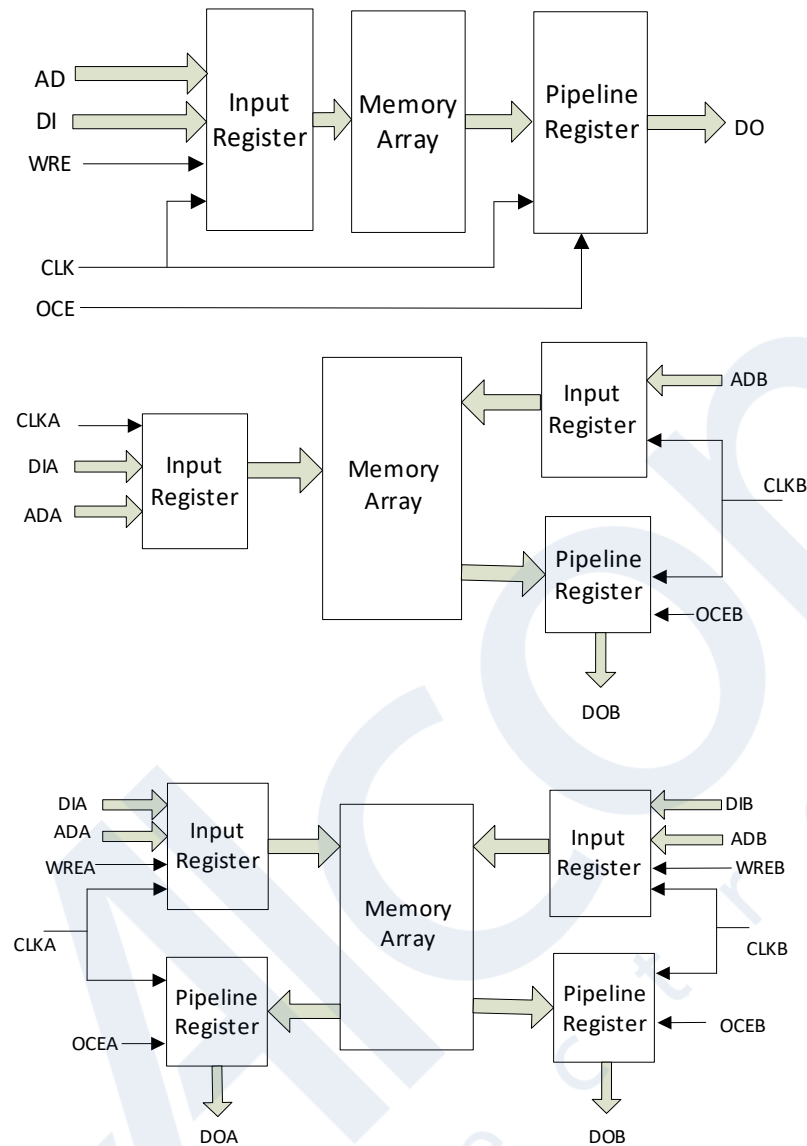 AD
DI
WRE
CLK
OCE
Input
Register
Memory
Array
Pipeline
Register
DO
CLKA
DIA
ADA
Input
Register
Memory
Array
Input
Register
ADB
CLKB
Pipeline
Register
OCEB
DOB
DIA
ADA
WREA
CLKA
OCEA
Input
Register
Pipeline
Register
DOA
Memory
Array
Input
Register
DIB
ADB
WREB
CLKB
Pipeline
Register
OCEB
DOB